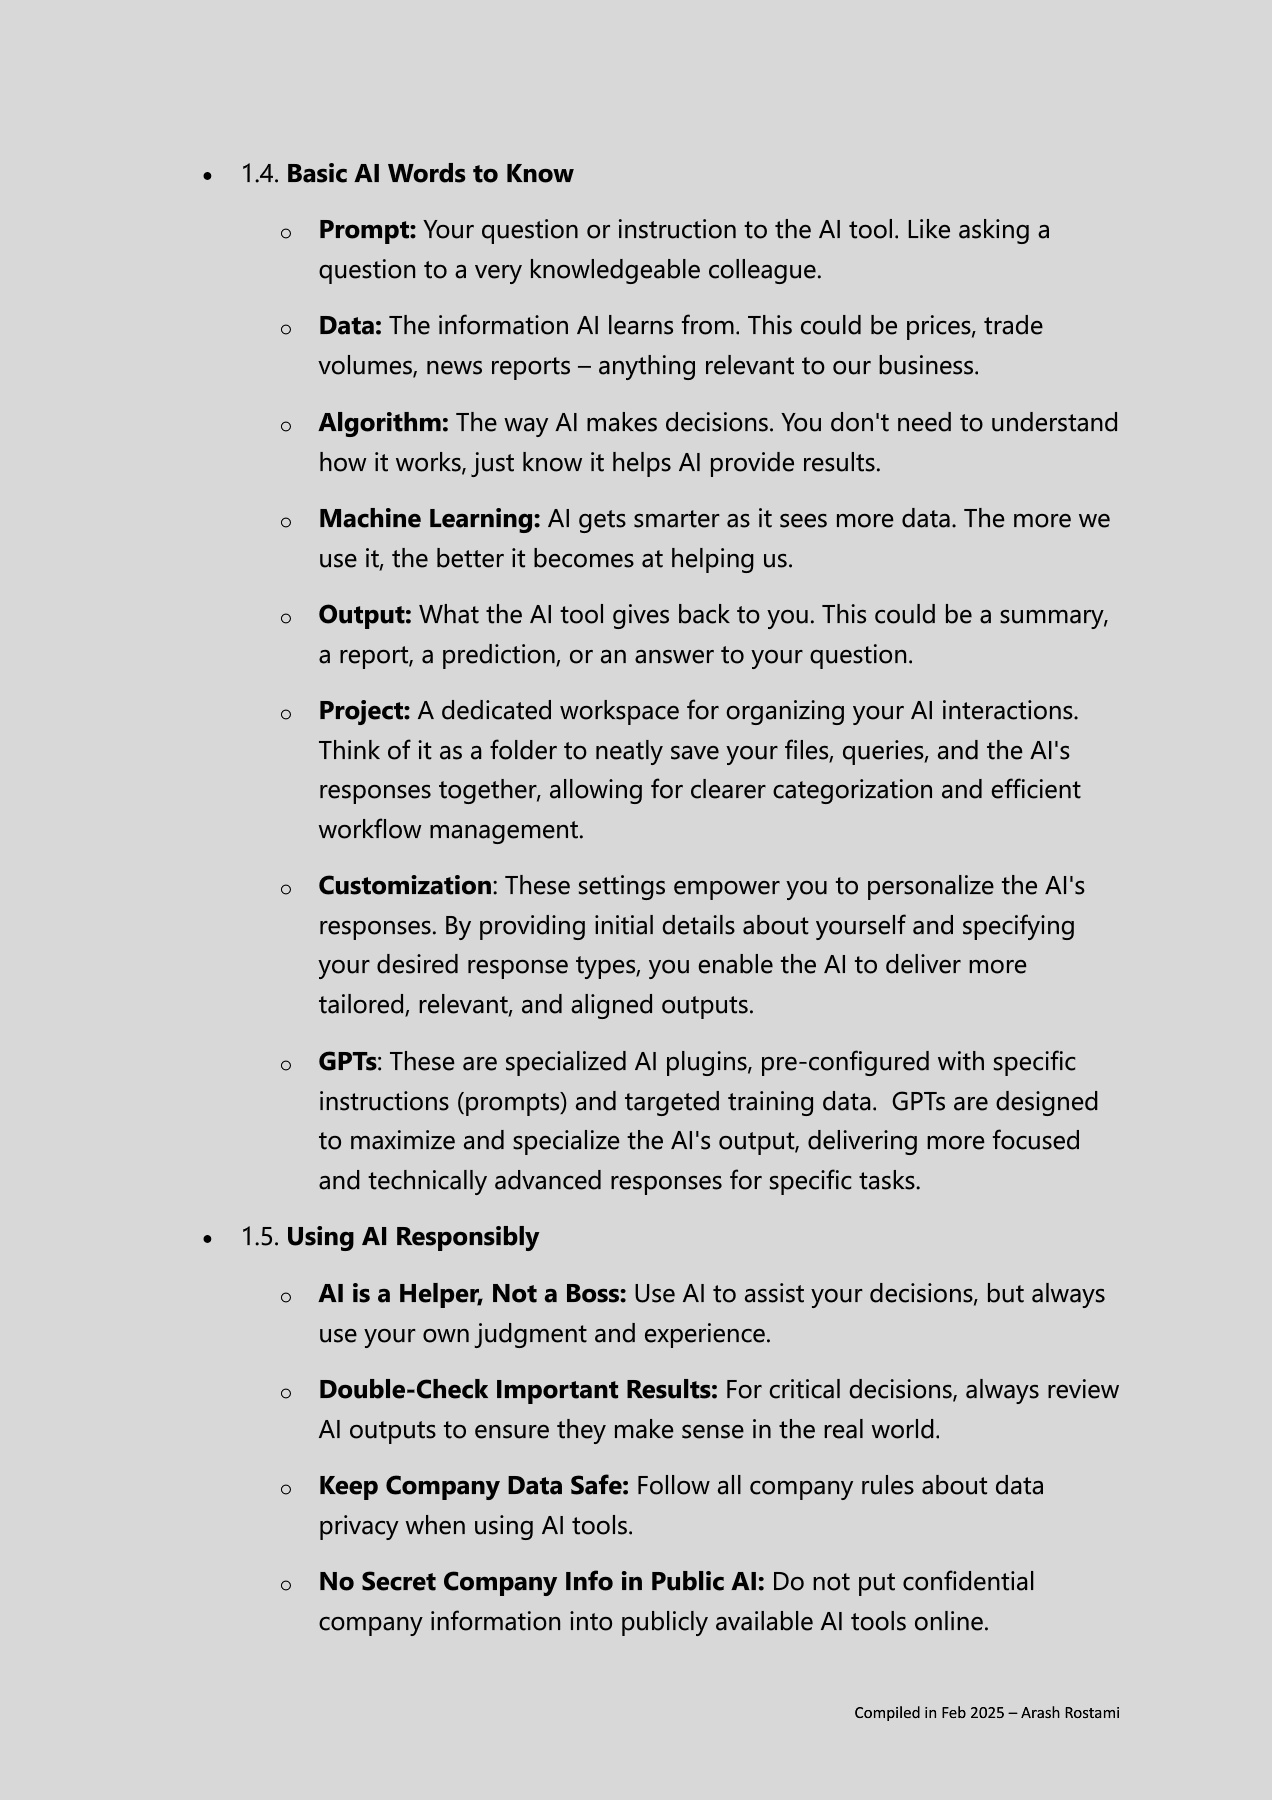 • 1.4. Basic AI Words to Know
o Prompt: Your question or instruction to the AI tool. Like asking a
question to a very knowledgeable colleague.
o Data: The information AI learns from. This could be prices, trade
volumes, news reports – anything relevant to our business.
o Algorithm: The way AI makes decisions. You don't need to understand
how it works, just know it helps AI provide results.
o Machine Learning: AI gets smarter as it sees more data. The more we
use it, the better it becomes at helping us.
o Output: What the AI tool gives back to you. This could be a summary,
a report, a prediction, or an answer to your question.
o Project: A dedicated workspace for organizing your AI interactions.
Think of it as a folder to neatly save your files, queries, and the AI's
responses together, allowing for clearer categorization and efficient
workflow management.
o Customization: These settings empower you to personalize the AI's
responses. By providing initial details about yourself and specifying
your desired response types, you enable the AI to deliver more
tailored, relevant, and aligned outputs.
o GPTs: These are specialized AI plugins, pre-configured with specific
instructions (prompts) and targeted training data.  GPTs are designed
to maximize and specialize the AI's output, delivering more focused
and technically advanced responses for specific tasks.
• 1.5. Using AI Responsibly
o AI is a Helper, Not a Boss: Use AI to assist your decisions, but always
use your own judgment and experience.
o Double-Check Important Results: For critical decisions, always review
AI outputs to ensure they make sense in the real world.
o Keep Company Data Safe: Follow all company rules about data
privacy when using AI tools.
o No Secret Company Info in Public AI: Do not put confidential
company information into publicly available AI tools online.
Compiled in Feb 2025 – Arash Rostami